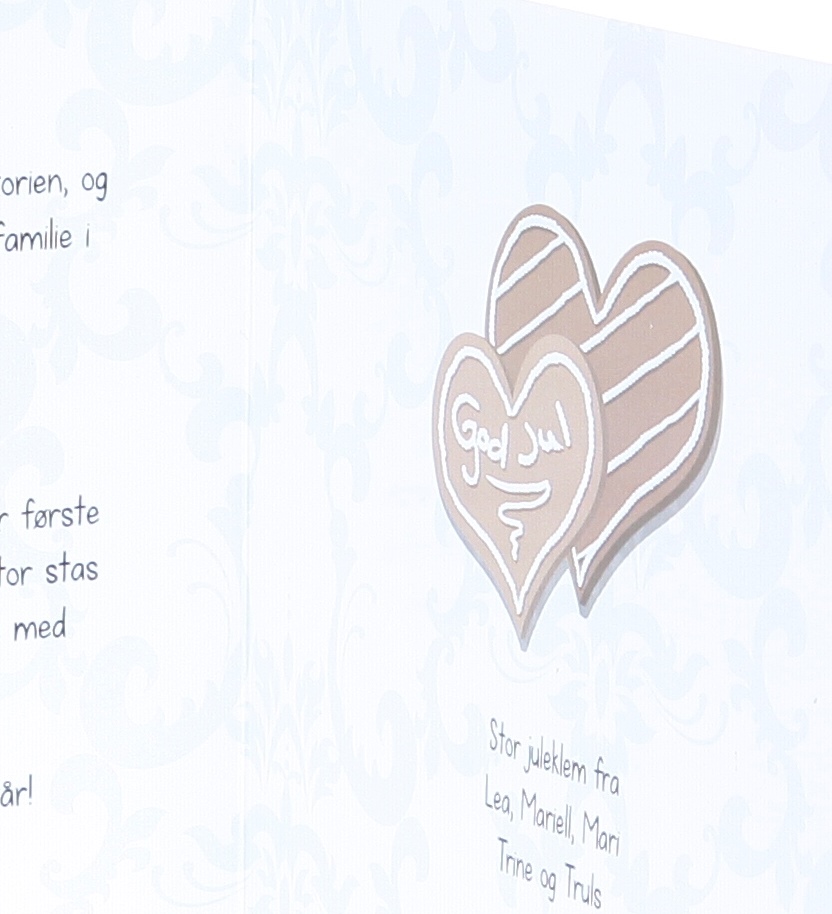 orien, og
familie i
r første
tor stas
med
år!
God Jul
Stor juleklem fra
Lea, Mariell, Mari
Trine og Truls